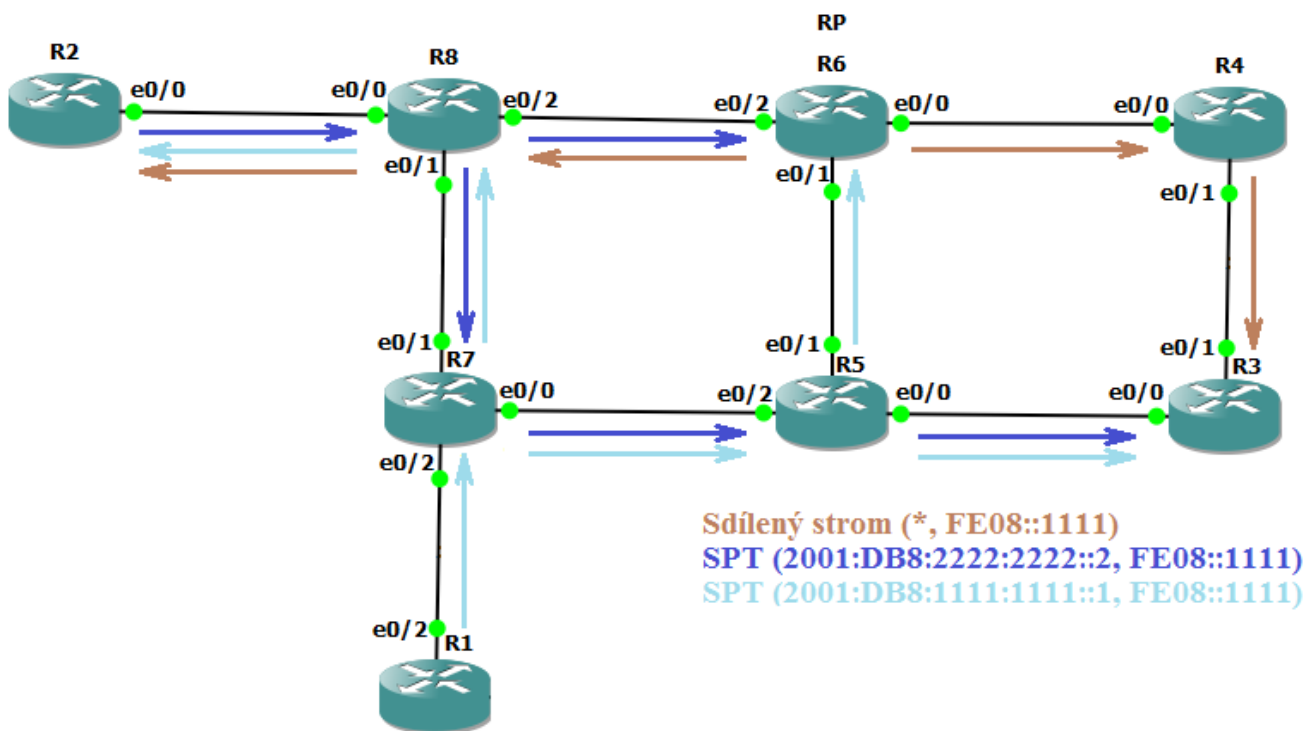 RP
R2
R8
R6
R4
e0/0
e0/0
e0/2
e0/2
e0/0
e0/0
e0/1
e0/1
e0/1
e0/1
e0/1
e0/1
R7
R5
R3
e0/0
e0/2
e0/0
e0/0
e0/2
Sdílený strom (*, FE08::1111)
SPT (2001:DB8:2222:2222::2, FE08::1111)
SPT (2001:DB8:1111:1111::1, FE08::1111)
e0/2
R1